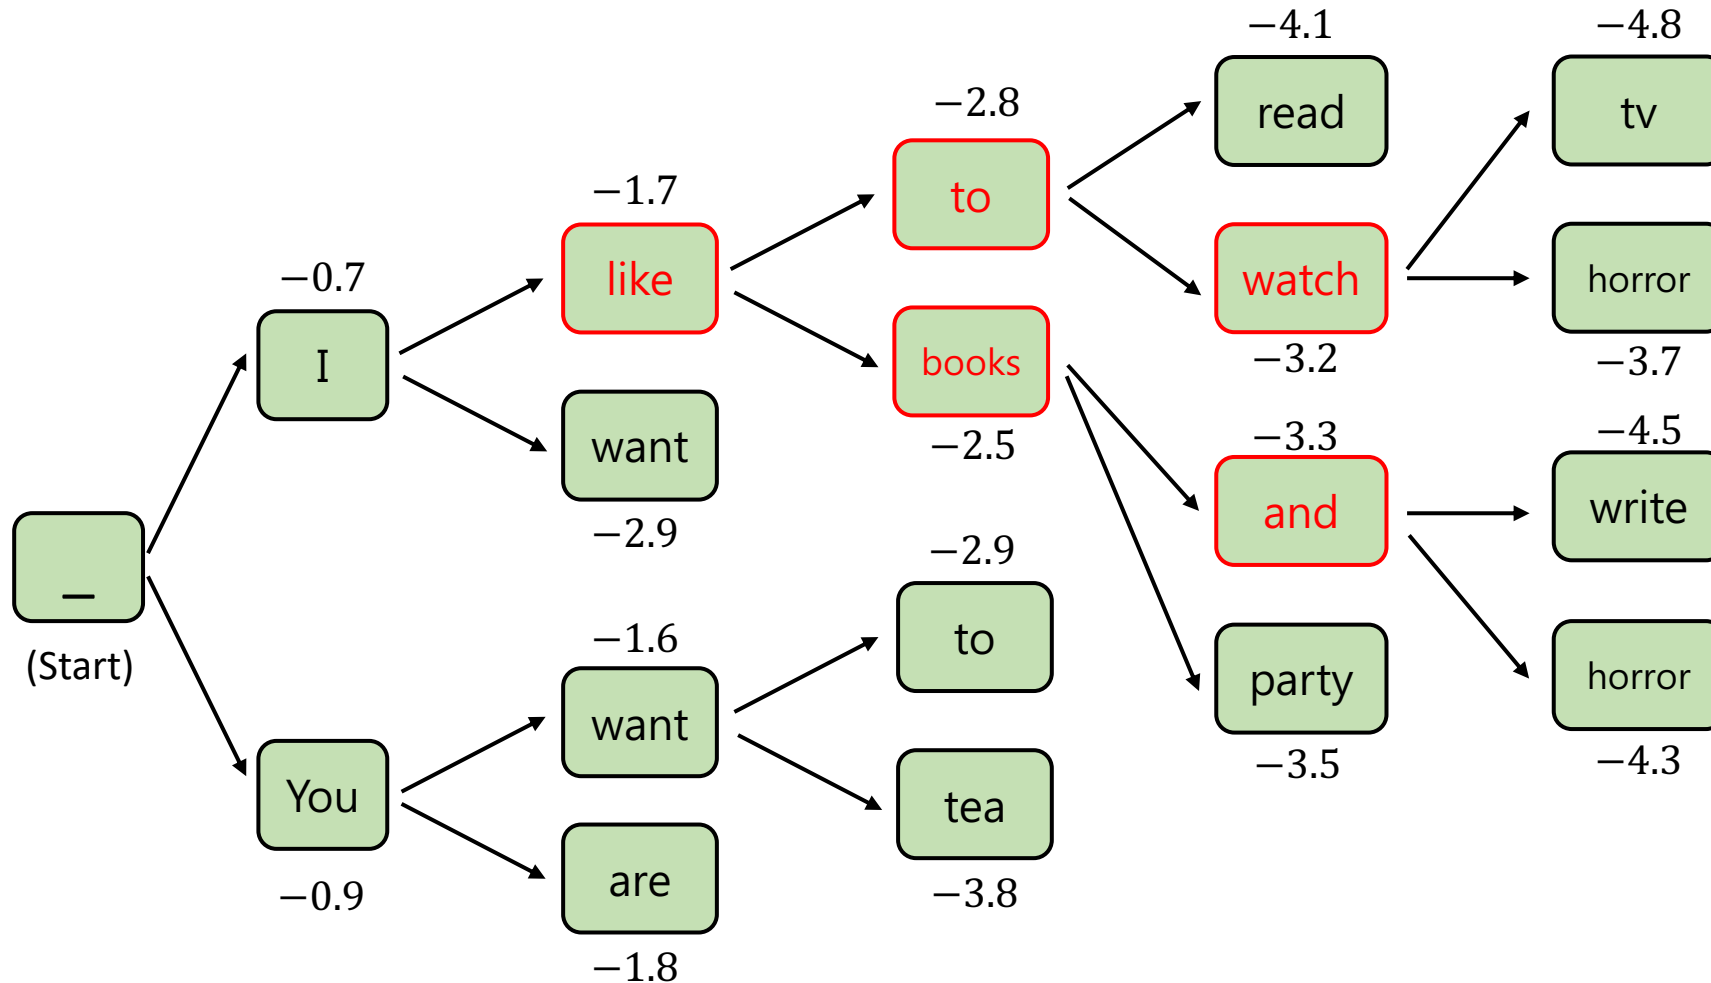 −4.1
−4.8
read
tv
−2.8
to
−1.7
like
watch
horror
−0.7
I
−3.2
−3.7
books
−2.5
want
−2.9
−3.3
−4.5
and
write
_
(Start)
−2.9
to
−1.6
want
party
horror
−3.5
−4.3
You
−0.9
tea
−3.8
are
−1.8